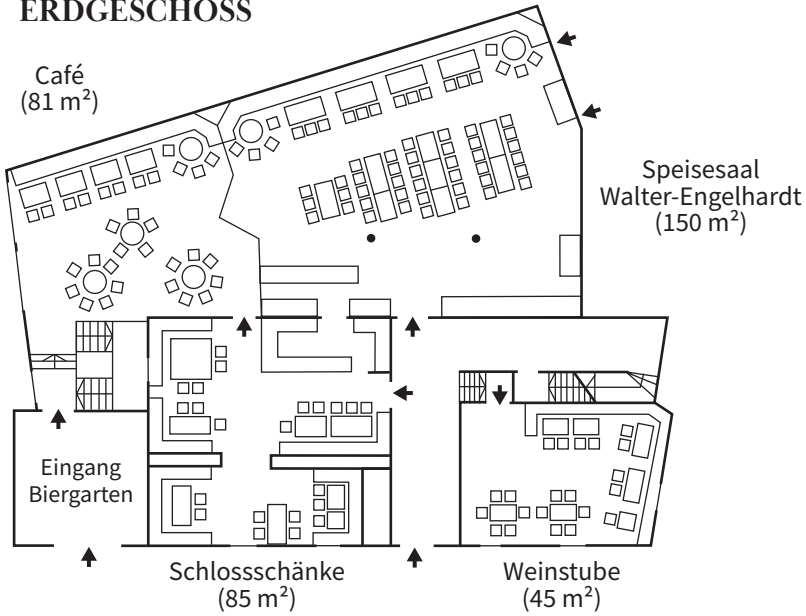 ERDGESCHOSS
Café
(81 m²)
Speisesaal
Walter-Engelhardt
(150 m²)
Eingang
Biergarten
Schlossschänke
(85 m²)
Weinstube
(45 m²)